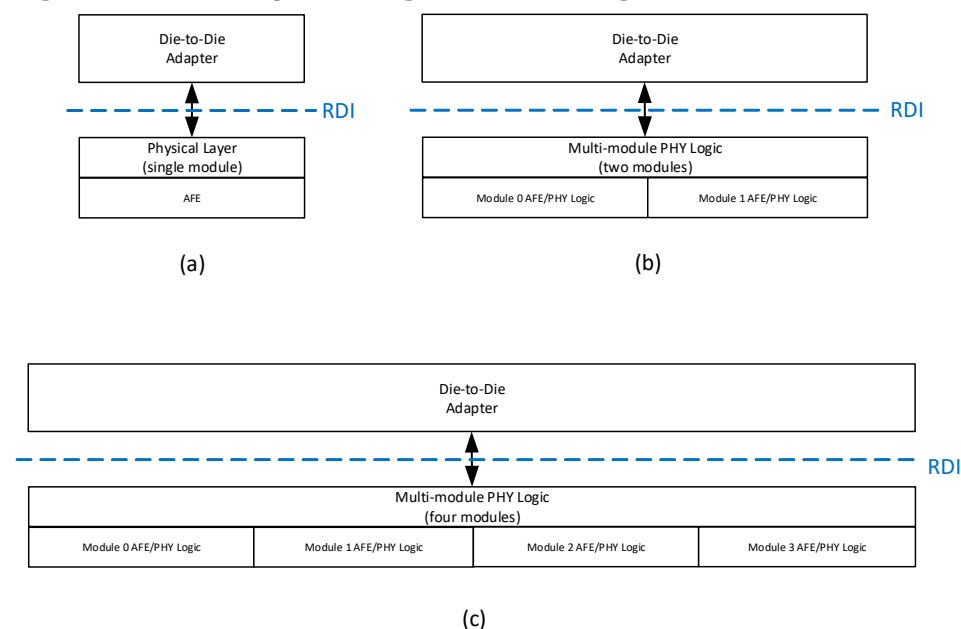 Die-to-Die
Adapter
RDI
Physical Layer
(single module)
AFE
(a)
Die-to-Die
Adapter
RDI
Multi-module PHY Logic
(two modules)
Module 0 AFE/PHY Logic
Module 1 AFE/PHY Logic
(b)
Die-to-Die
Adapter
RDI
Multi-module PHY Logic
(four modules)
Module 0 AFE/PHY Logic
Module 1 AFE/PHY Logic
Module 2 AFE/PHY Logic
Module 3 AFE/PHY Logic
(c)